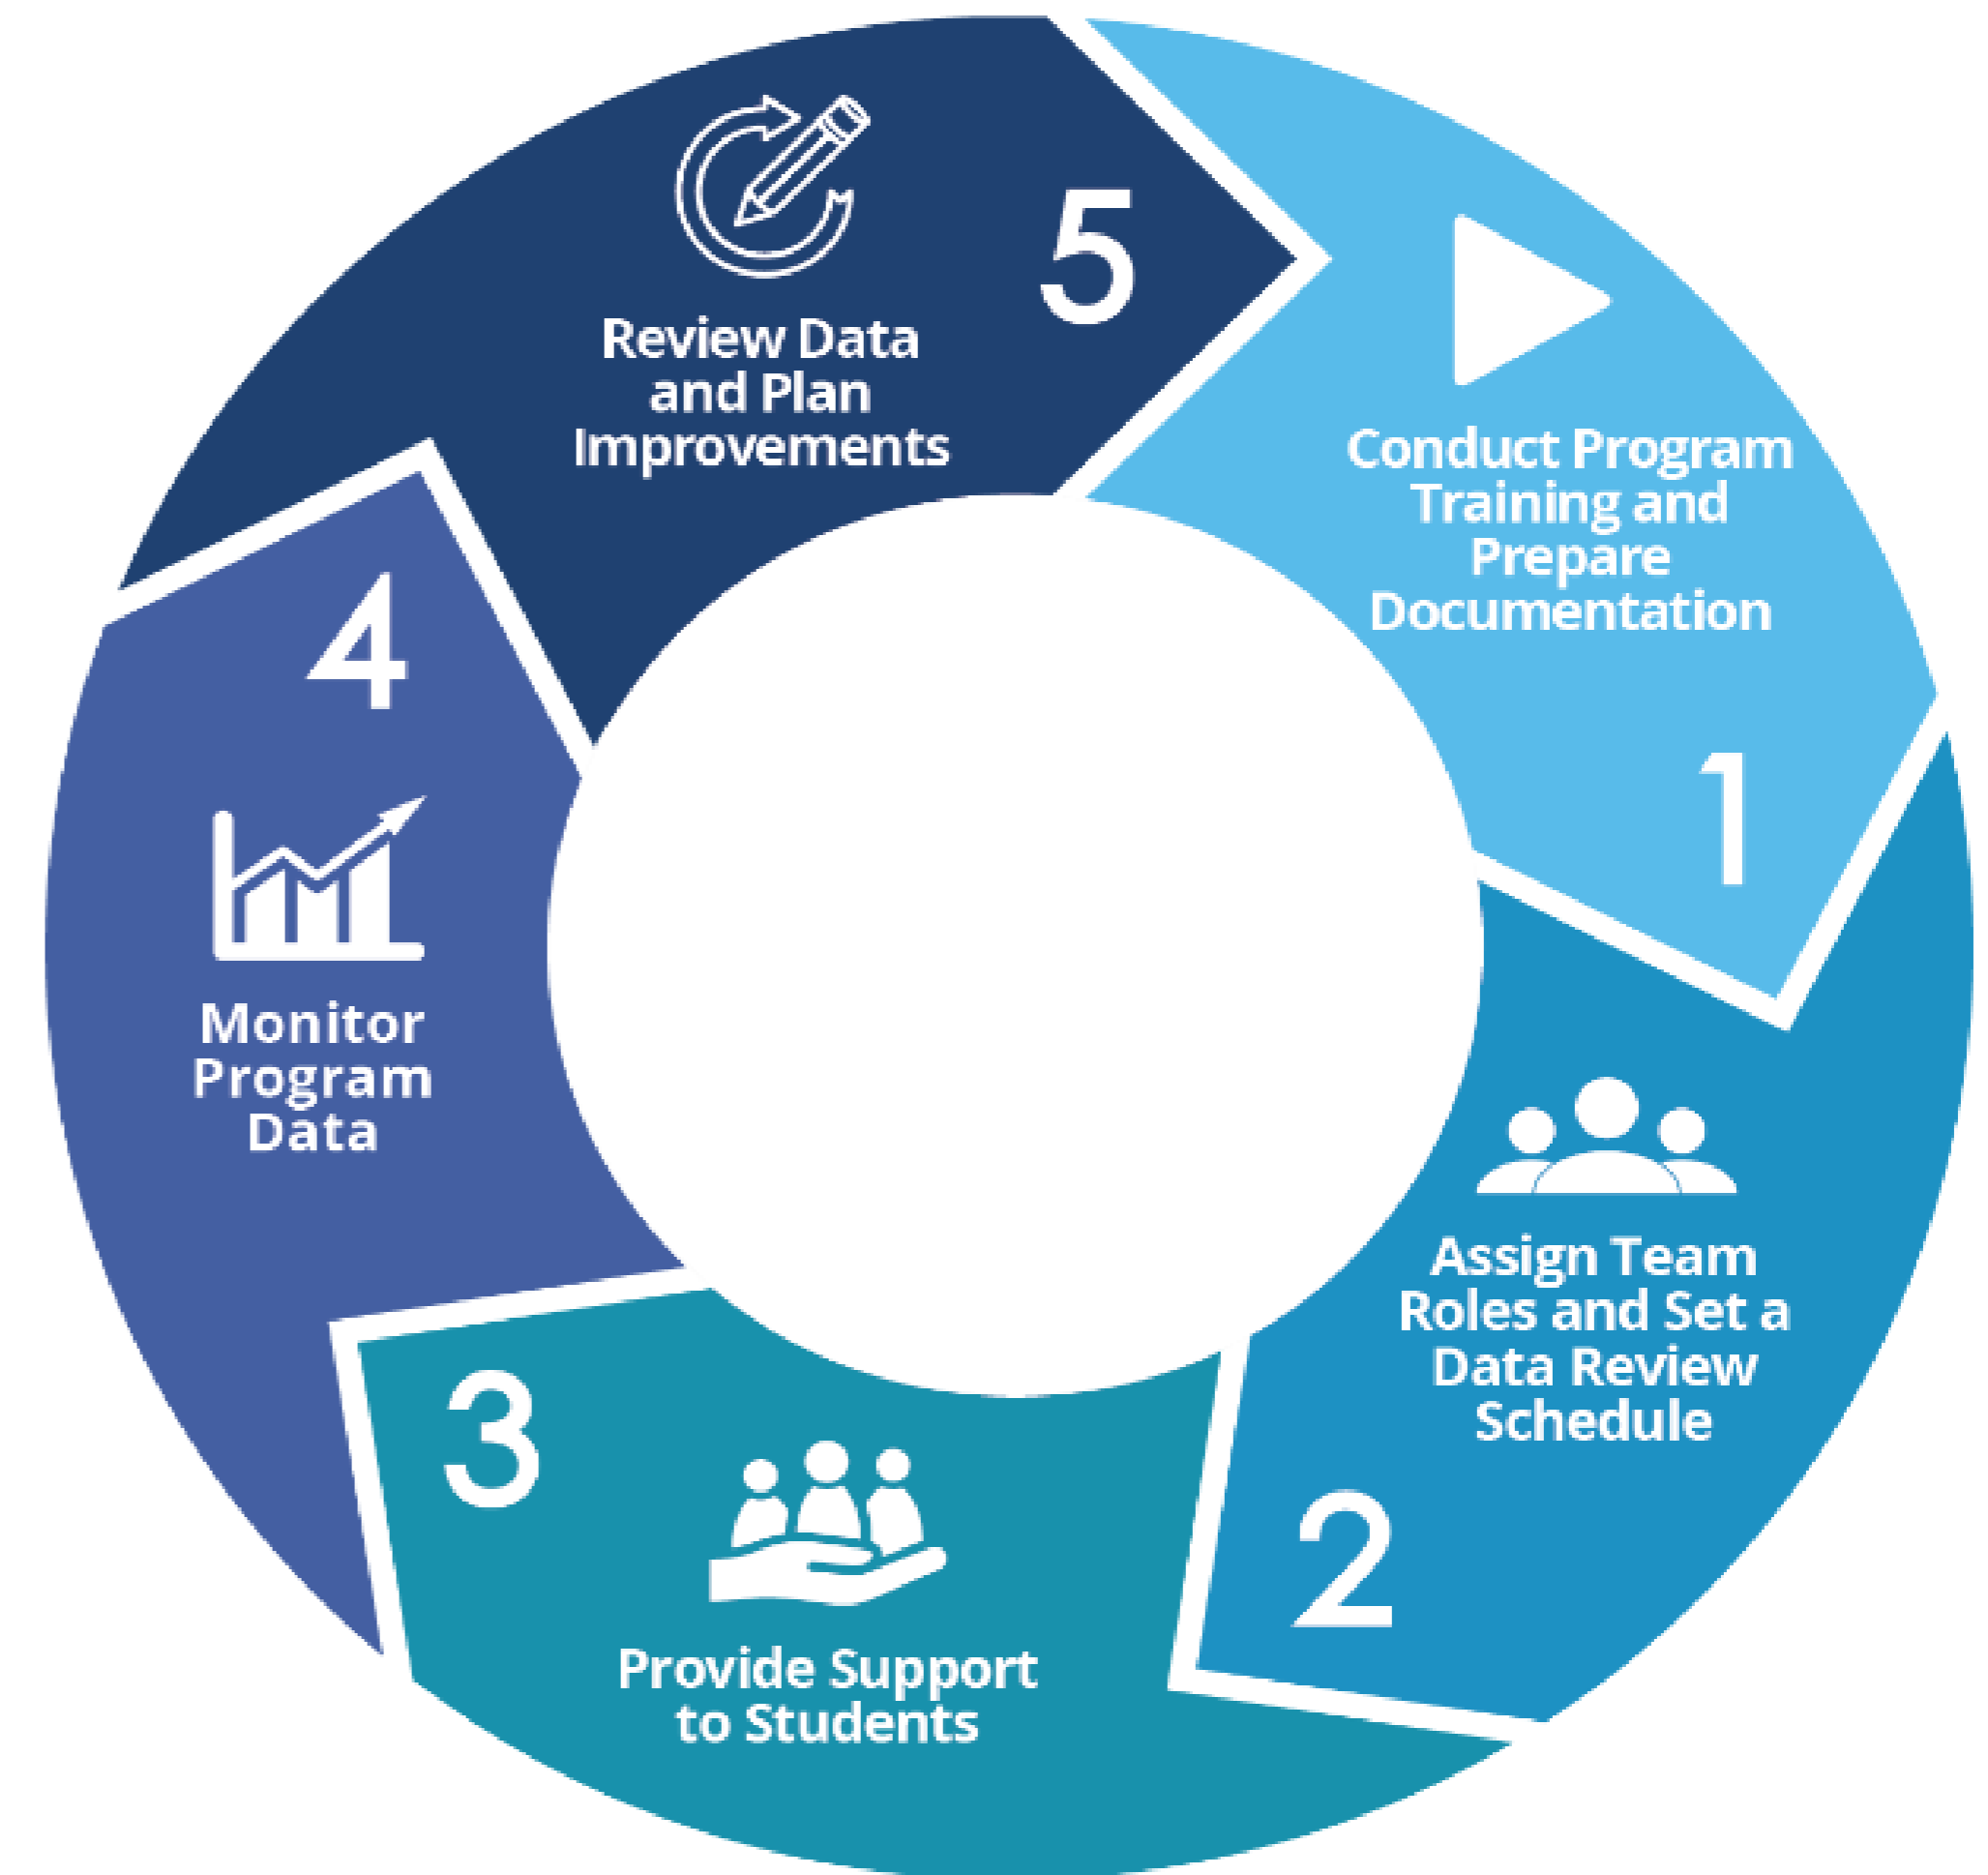 Conduct Program
Training and
Prepare
Documentation
1
Assign Team
Roles and Set a
Data Review
Schedule
2
3
Provide Support
to Students
4
Monitor
Program
Data
5
Review Data
and Plan
Improvements